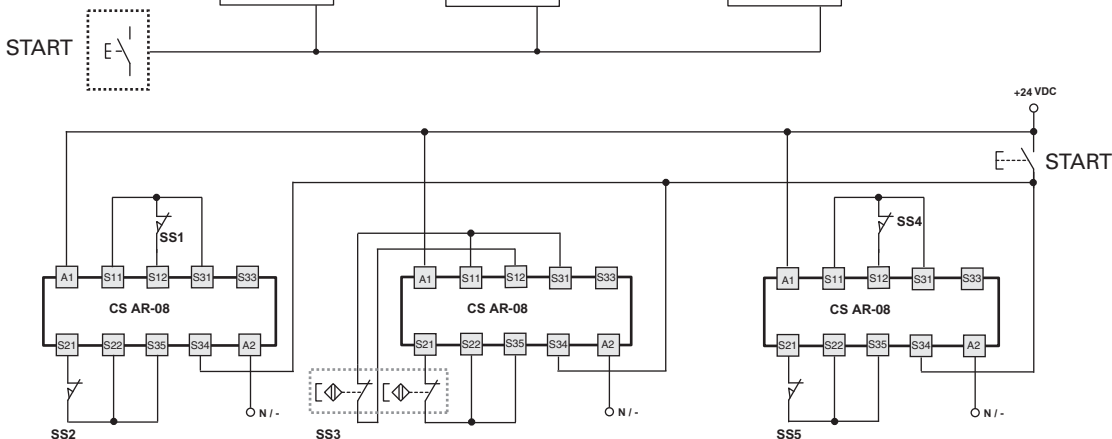 START
+24 VDC
START
SS1
SS4
A1 S11 S12 S31 S33
A1 S11 S12 S31 S33
A1 S11 S12 S31 S33
CS AR-08
CS AR-08
CS AR-08
S21 S22 S35 S34 A2
S21 S22 S35 S34 A2
S21 S22 S35 S34 A2
N / -
N / -
N / -
SS2
SS3
SS5